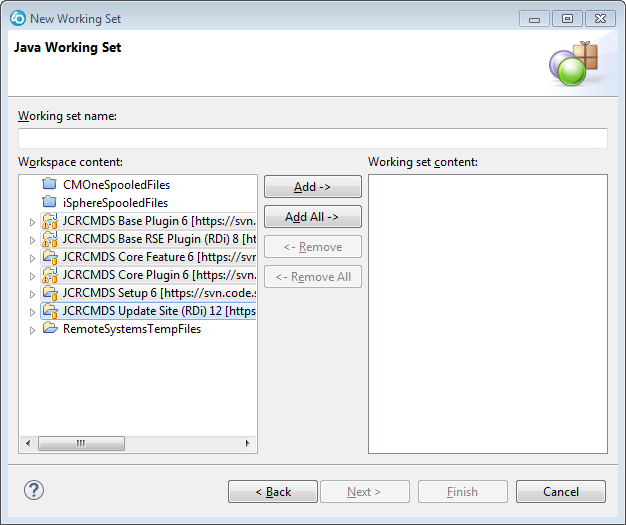 New Working Set
Java Working Set
Working set name:
Workspace content:
Working set content:
CMOneSpooledFiles
iSphereSpooledFiles
JCRCMDS Base Plugin 6 [https://svn.
JCRCMDS Base RSE Plugin (RDi) 8 [ht
JCRCMDS Core Feature 6 [https://svn
JCRCMDS Core Plugin 6 [https://svn.
JCRCMDS Setup 6 [https://svn.code.s
JCRCMDS Update Site (RDi) 12 [https
RemoteSystemsTempFiles
Add ->
Add All ->
<- Remove
<- Remove All
?
< Back
Next >
Finish
Cancel